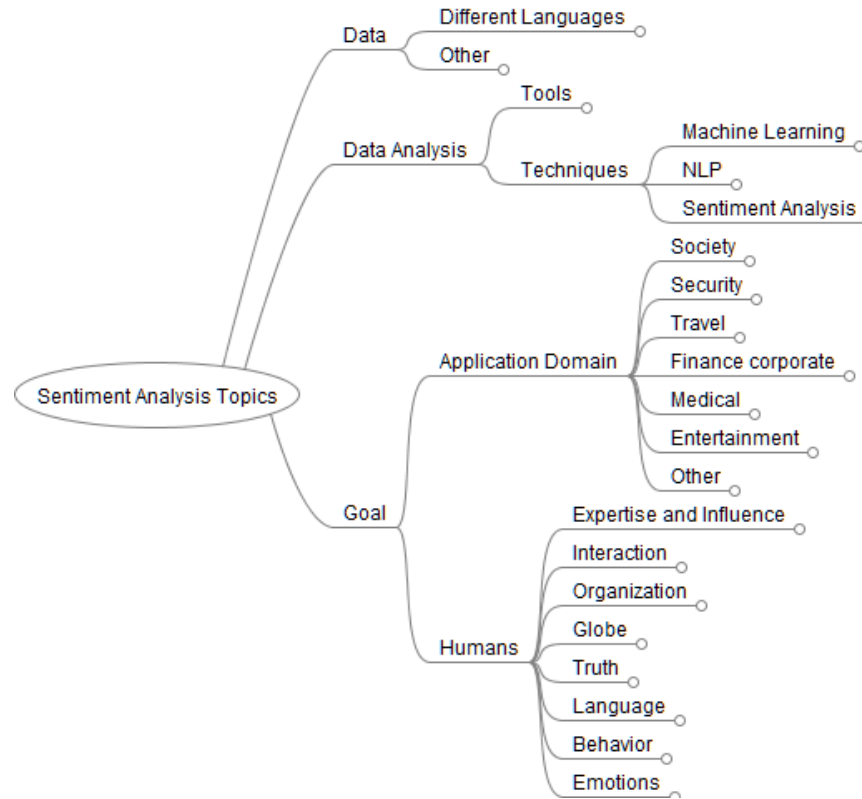 Different Languages
Data
Other
Tools
Data Analysis
Machine Learning
Techniques
NLP
Sentiment Analysis
Society
Security
Travel
Application Domain
Finance corporate
Sentiment Analysis Topics
Medical
Entertainment
Other
Goal
Expertise and Influence
Interaction
Organization
Globe
Humans
Truth
Language
Behavior
Emotions